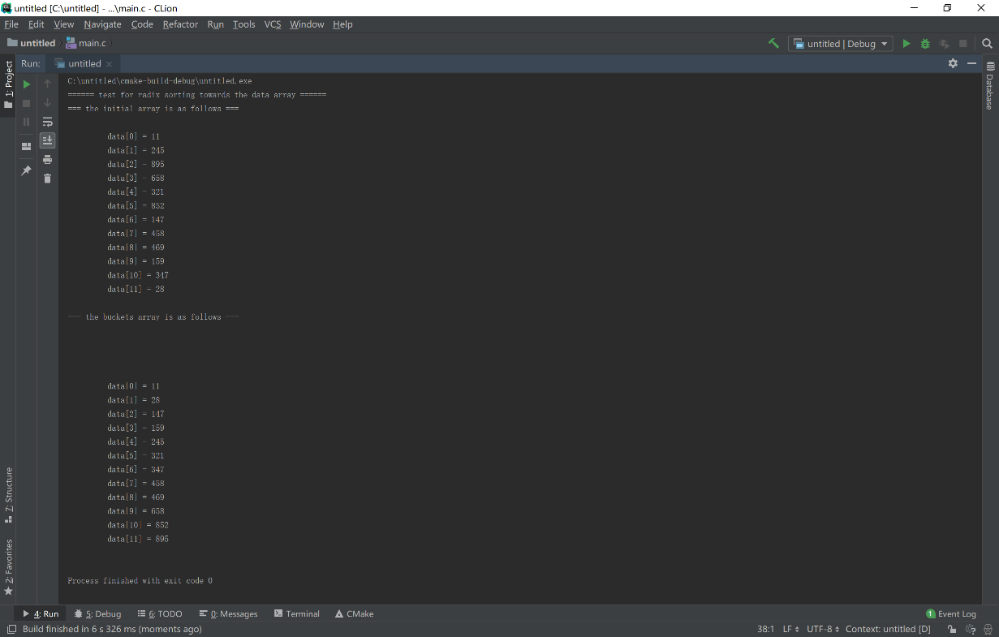 untitled [C:\untitled] - ...\main.c - CLion
File Edit View Navigate Code Refactor Run Tools VCS Window Help
untitled main.c untitled | Debug
Run: untitled
1: Project
Database
C:\untitled\cmake-build-debug\untitled.exe
====== test for radix sorting towards the data array ======
=== the initial array is as follows ===
data[0] = 11
data[1] = 245
data[2] = 895
data[3] = 658
data[4] = 321
data[5] = 852
data[6] = 147
data[7] = 458
data[8] = 469
data[9] = 159
data[10] = 347
data[11] = 28
=== the buckets array is as follows ===
data[0] = 11
data[1] = 28
data[2] = 147
data[3] = 159
data[4] = 245
data[5] = 321
data[6] = 347
data[7] = 458
data[8] = 469
data[9] = 658
data[10] = 852
data[11] = 895
Process finished with exit code 0
7: Structure
2: Favorites
4: Run 5: Debug 6: TODO 0: Messages Terminal CMake 1 Event Log
Build finished in 6 s 326 ms (moments ago) 38:1 LF UTF-8 Context: untitled [D]